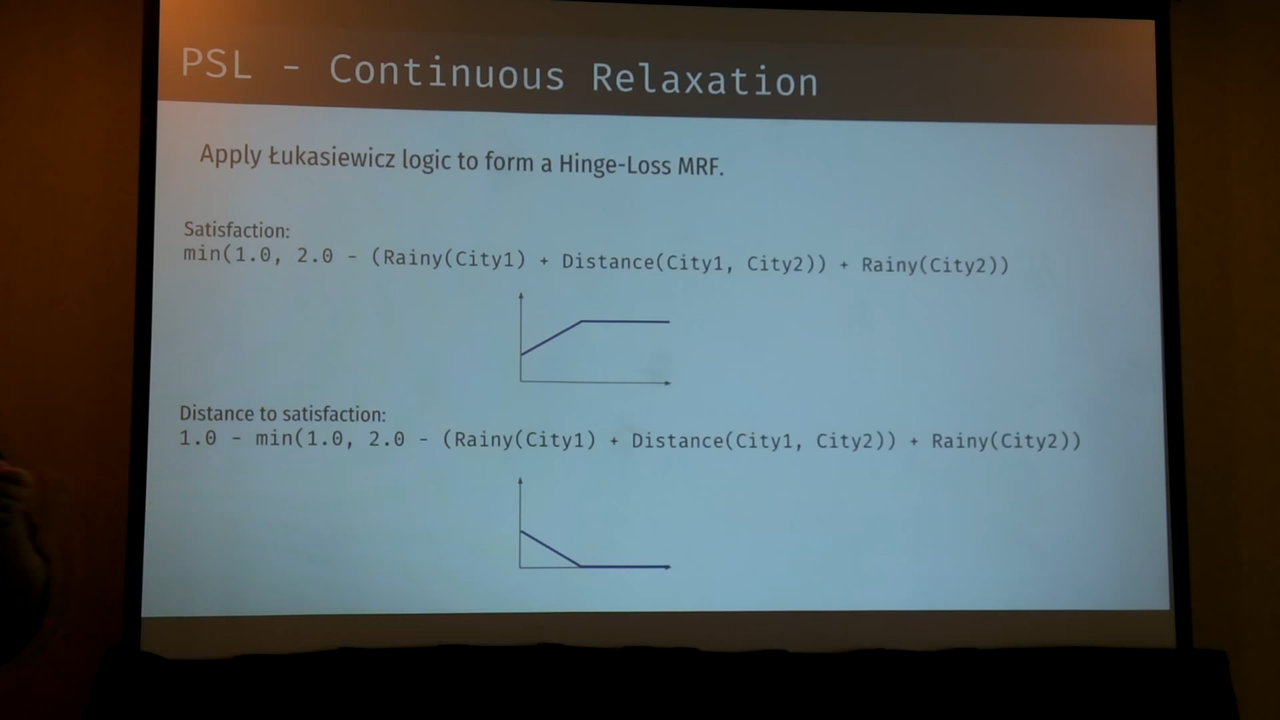 PSL - Continuous Relaxation
Apply Łukasiewicz logic to form a Hinge-Loss MRF.
Satisfaction:
min(1.0, 2.0 - (Rainy(City1) + Distance(City1, City2)) + Rainy(City2))
Distance to satisfaction:
1.0 - min(1.0, 2.0 - (Rainy(City1) + Distance(City1, City2)) + Rainy(City2))